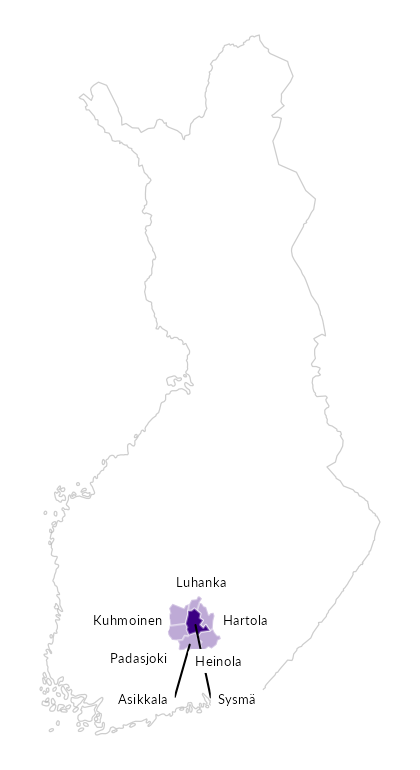 Luhanka
Kuhmoinen
Hartola
Padasjoki
Heinola
Asikkala
Sysmä